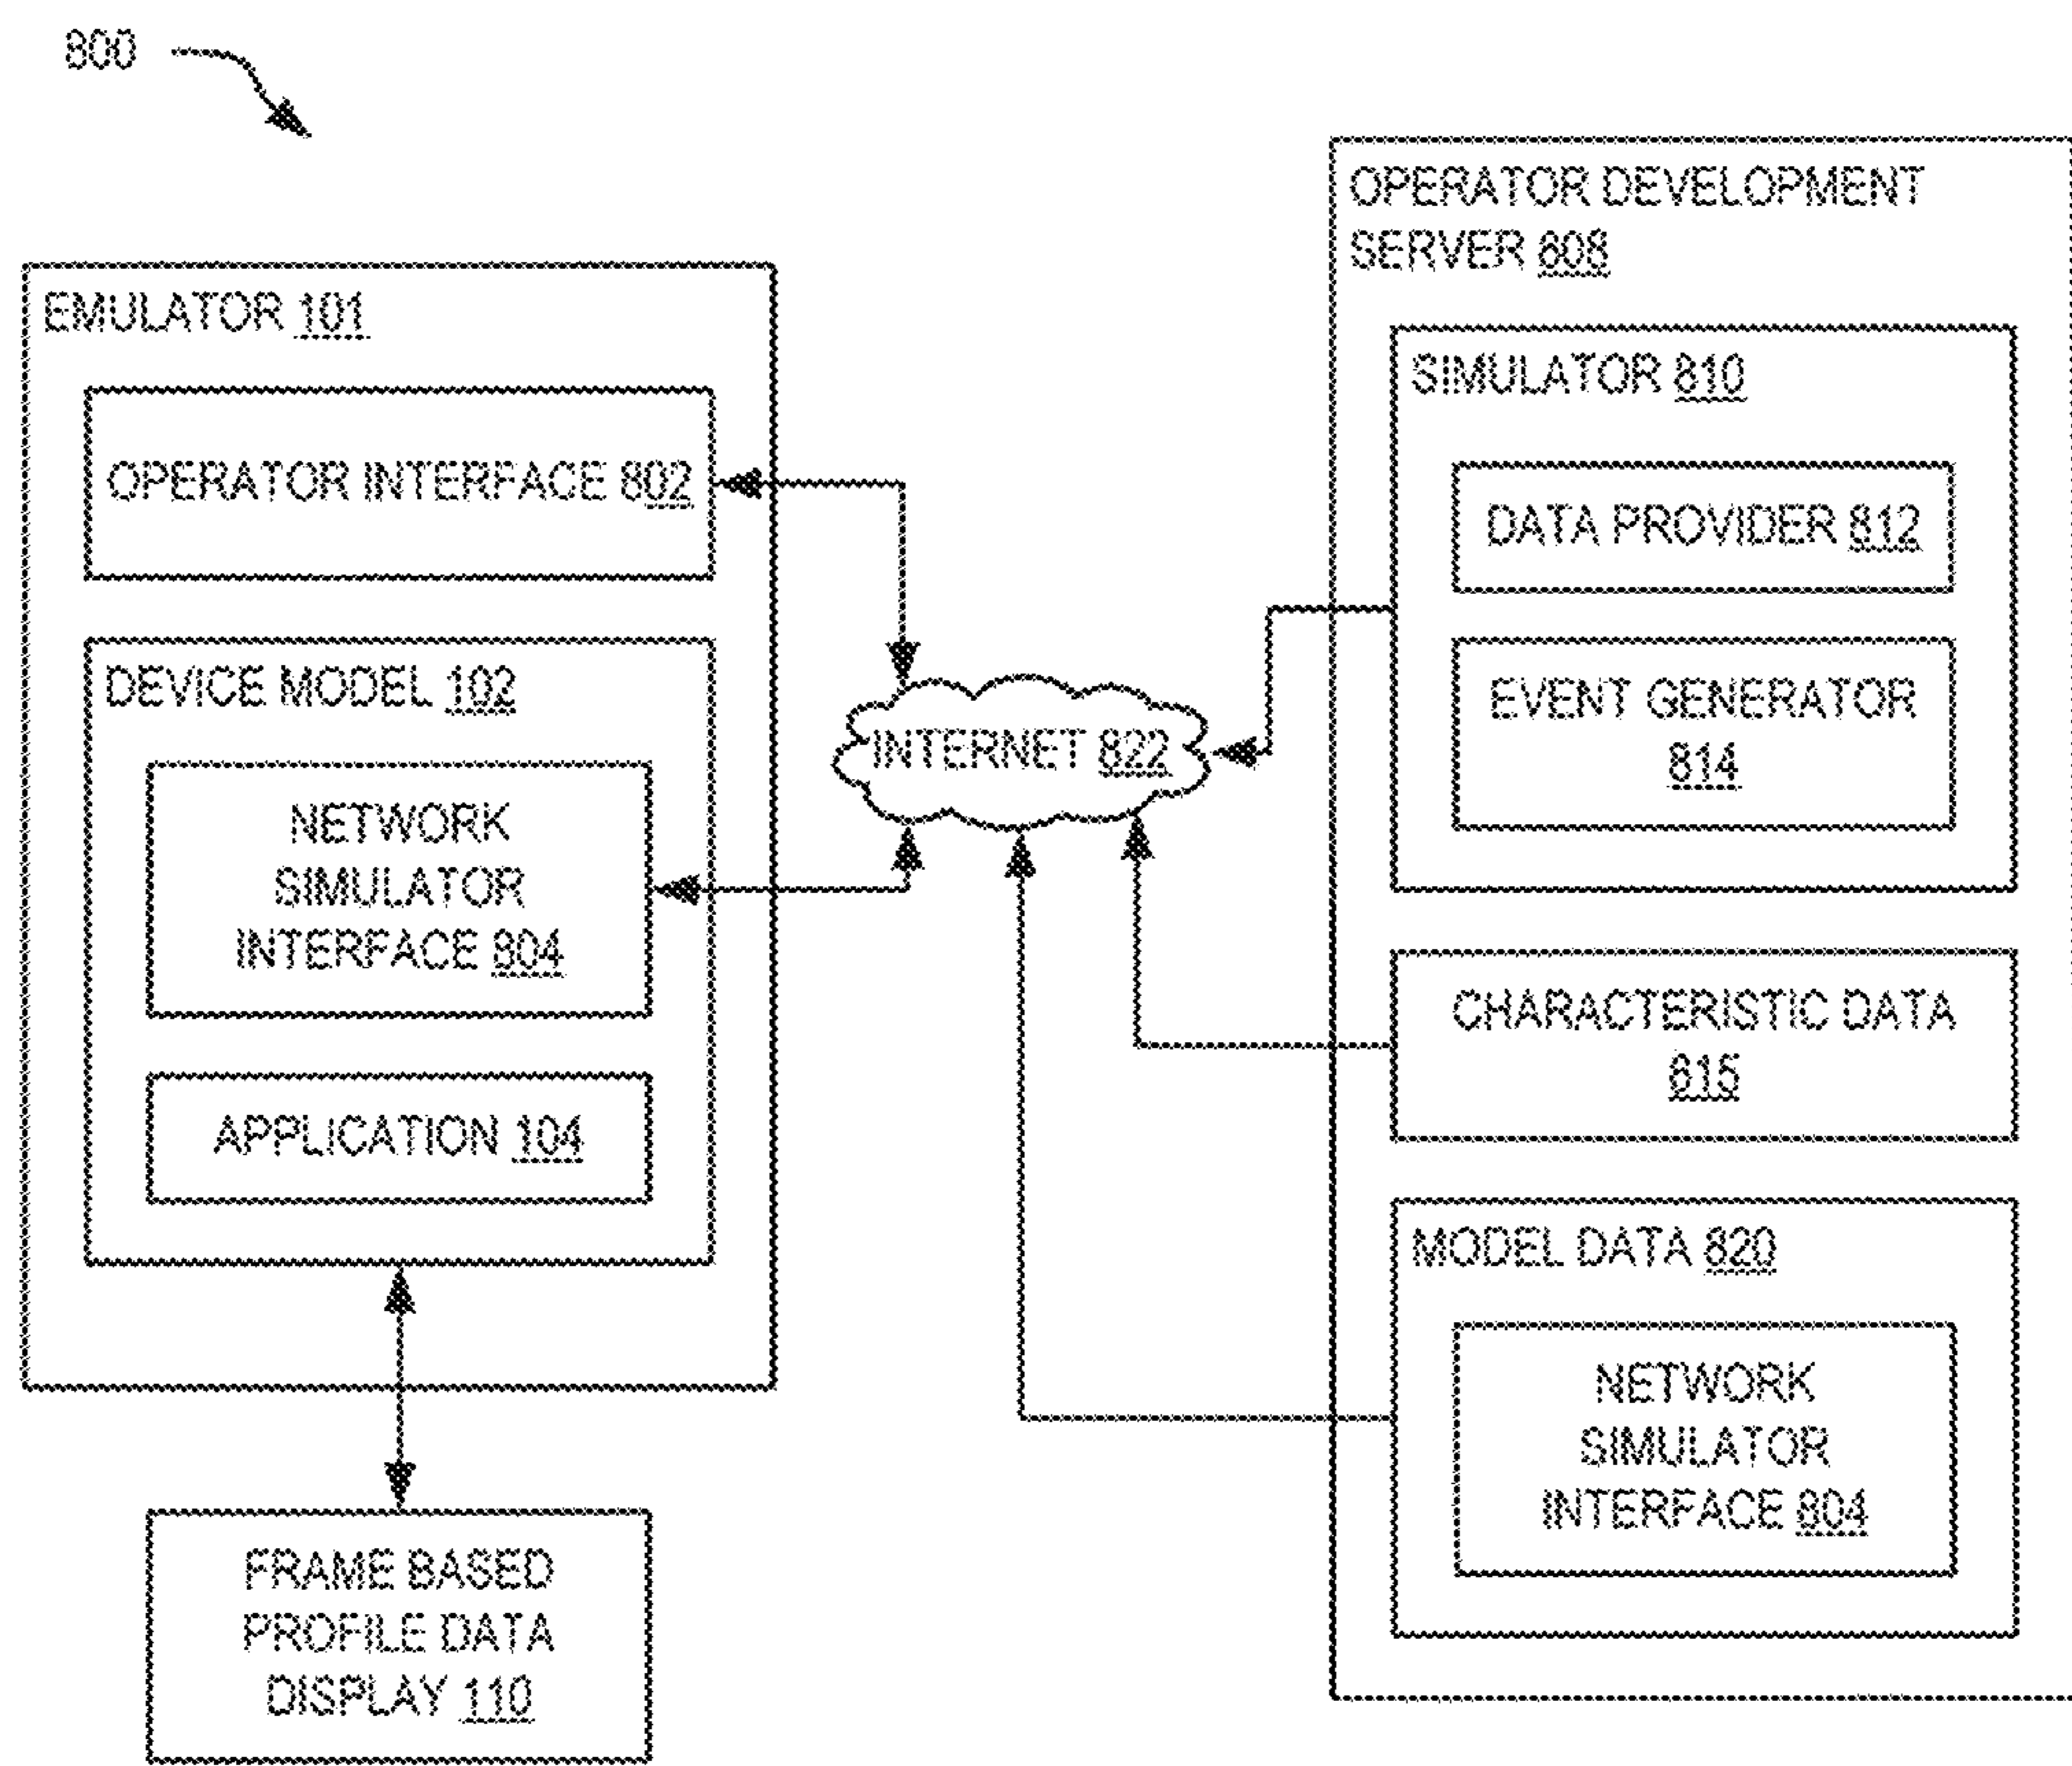 800
EMULATOR 101
OPERATOR INTERFACE 802
DEVICE MODEL 102
NETWORK
SIMULATOR
INTERFACE 804
APPLICATION 104
FRAME BASED
PROFILE DATA
DISPLAY 110
INTERNET 822
OPERATOR DEVELOPMENT
SERVER 808
SIMULATOR 810
DATA PROVIDER 812
EVENT GENERATOR
814
CHARACTERISTIC DATA
815
MODEL DATA 820
NETWORK
SIMULATOR
INTERFACE 804